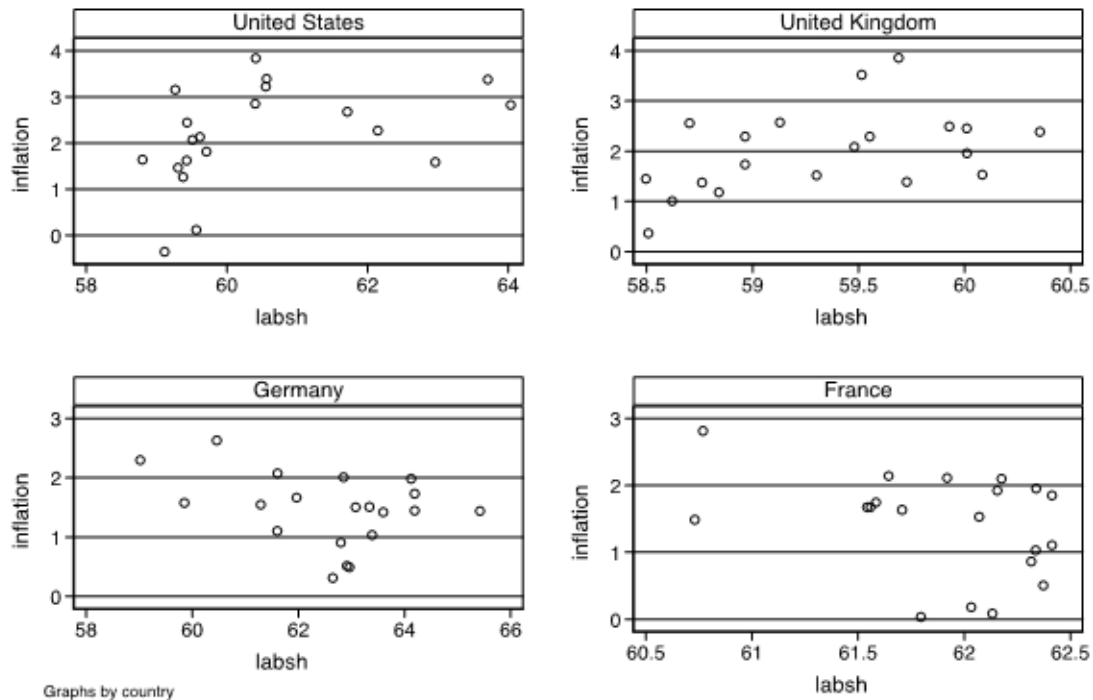 United States
4
3
2
1
0
inflation
58 60 62 64
labsh
United Kingdom
4
3
2
1
0
inflation
58.5 59 59.5 60 60.5
labsh
Germany
3
2
1
0
inflation
58 60 62 64 66
labsh
France
3
2
1
0
inflation
60.5 61 61.5 62 62.5
labsh
Graphs by country